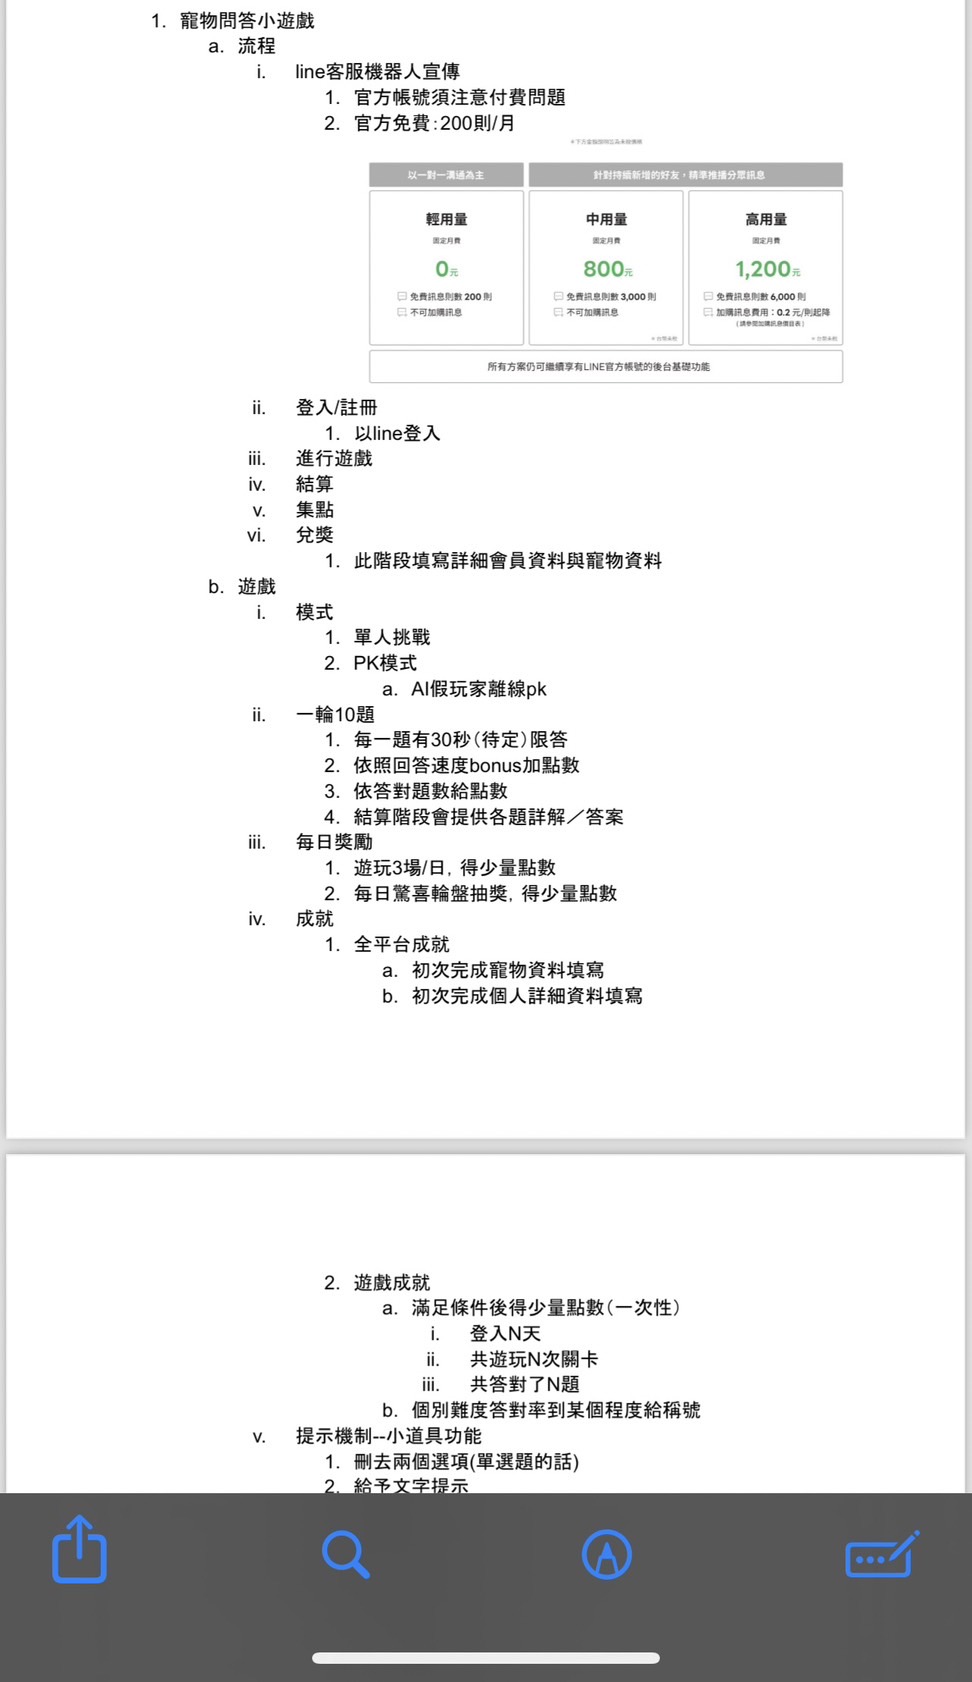 1. 寵物問答小遊戲
a. 流程
i. line客服機器人宣傳
1. 官方帳號須注意付費問題
2. 官方免費：200則/月
以一對一溝通為主
針對持續新增的好友，精準推播分眾訊息
輕用量
中用量
高用量
固定月費
固定月費
固定月費
0元
800元
1,200元
免費訊息則數 200 則
免費訊息則數 3,000 則
免費訊息則數 6,000 則
不可加購訊息
不可加購訊息
加購訊息費用：0.2 元/則起降
（請參閱加購訊息價目表）
所有方案仍可繼續享有LINE官方帳號的後台基礎功能
ii. 登入/註冊
1. 以line登入
iii. 進行遊戲
iv. 結算
v. 集點
vi. 兌獎
1. 此階段填寫詳細會員資料與寵物資料
b. 遊戲
i. 模式
1. 單人挑戰
2. PK模式
a. AI假玩家離線pk
ii. 一輪10題
1. 每一題有30秒（待定）限答
2. 依照回答速度bonus加點數
3. 依答對題數給點數
4. 結算階段會提供各題詳解／答案
iii. 每日獎勵
1. 遊玩3場/日，得少量點數
2. 每日驚喜輪盤抽獎，得少量點數
iv. 成就
1. 全平台成就
a. 初次完成寵物資料填寫
b. 初次完成個人詳細資料填寫
2. 遊戲成就
a. 滿足條件後得少量點數（一次性）
i. 登入N天
ii. 共遊玩N次關卡
iii. 共答對了N題
b. 個別難度答對率到某個程度給稱號
v. 提示機制--小道具功能
1. 刪去兩個選項(單選題的話)
2. 給予文字提示